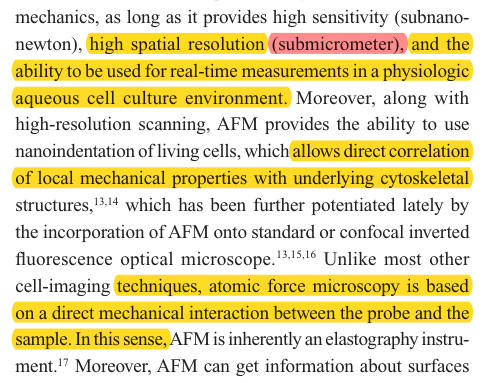 mechanics, as long as it provides high sensitivity (subnano-
newton), high spatial resolution (submicrometer), and the
ability to be used for real-time measurements in a physiologic
aqueous cell culture environment. Moreover, along with
high-resolution scanning, AFM provides the ability to use
nanoindentation of living cells, which allows direct correlation
of local mechanical properties with underlying cytoskeletal
structures,13,14 which has been further potentiated lately by
the incorporation of AFM onto standard or confocal inverted
fluorescence optical microscope.13,15,16 Unlike most other
cell-imaging techniques, atomic force microscopy is based
on a direct mechanical interaction between the probe and the
sample. In this sense, AFM is inherently an elastography instru-
ment.17 Moreover, AFM can get information about surfaces